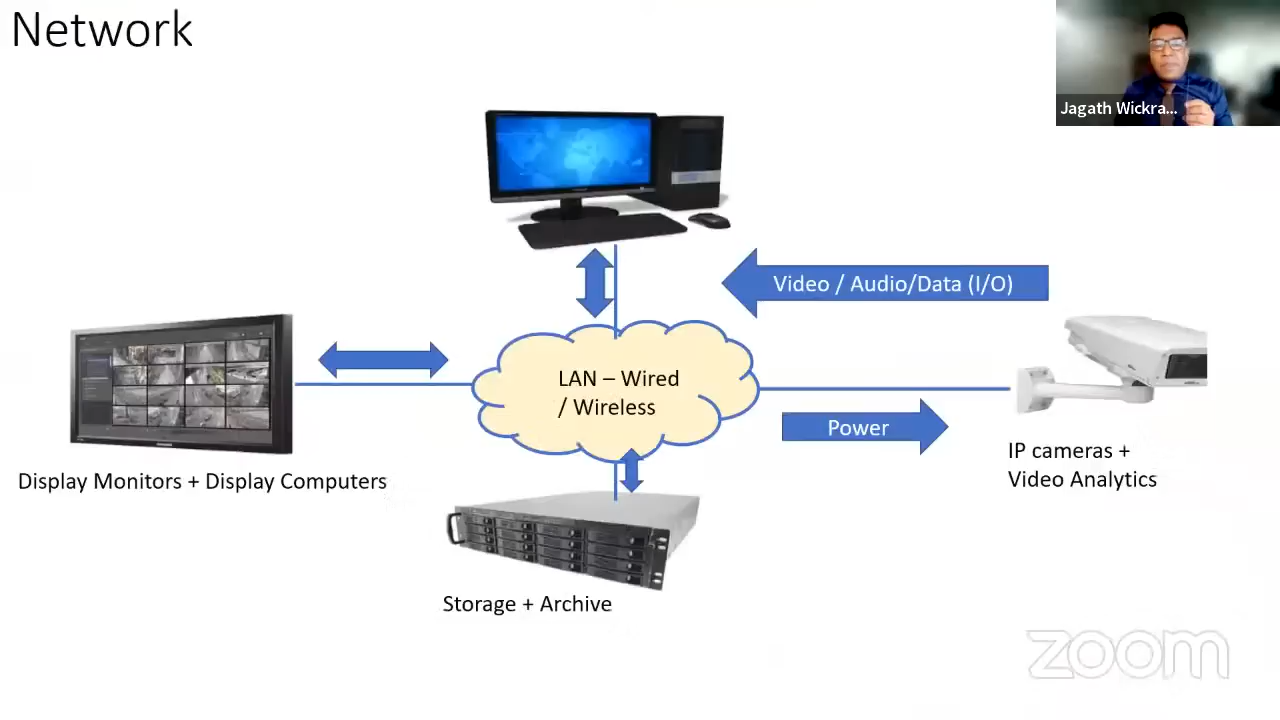 Network
Jagath Wickra...
Video / Audio/Data (I/O)
LAN – Wired
/ Wireless
Power
IP cameras +
Video Analytics
Display Monitors + Display Computers
Storage + Archive
zoom